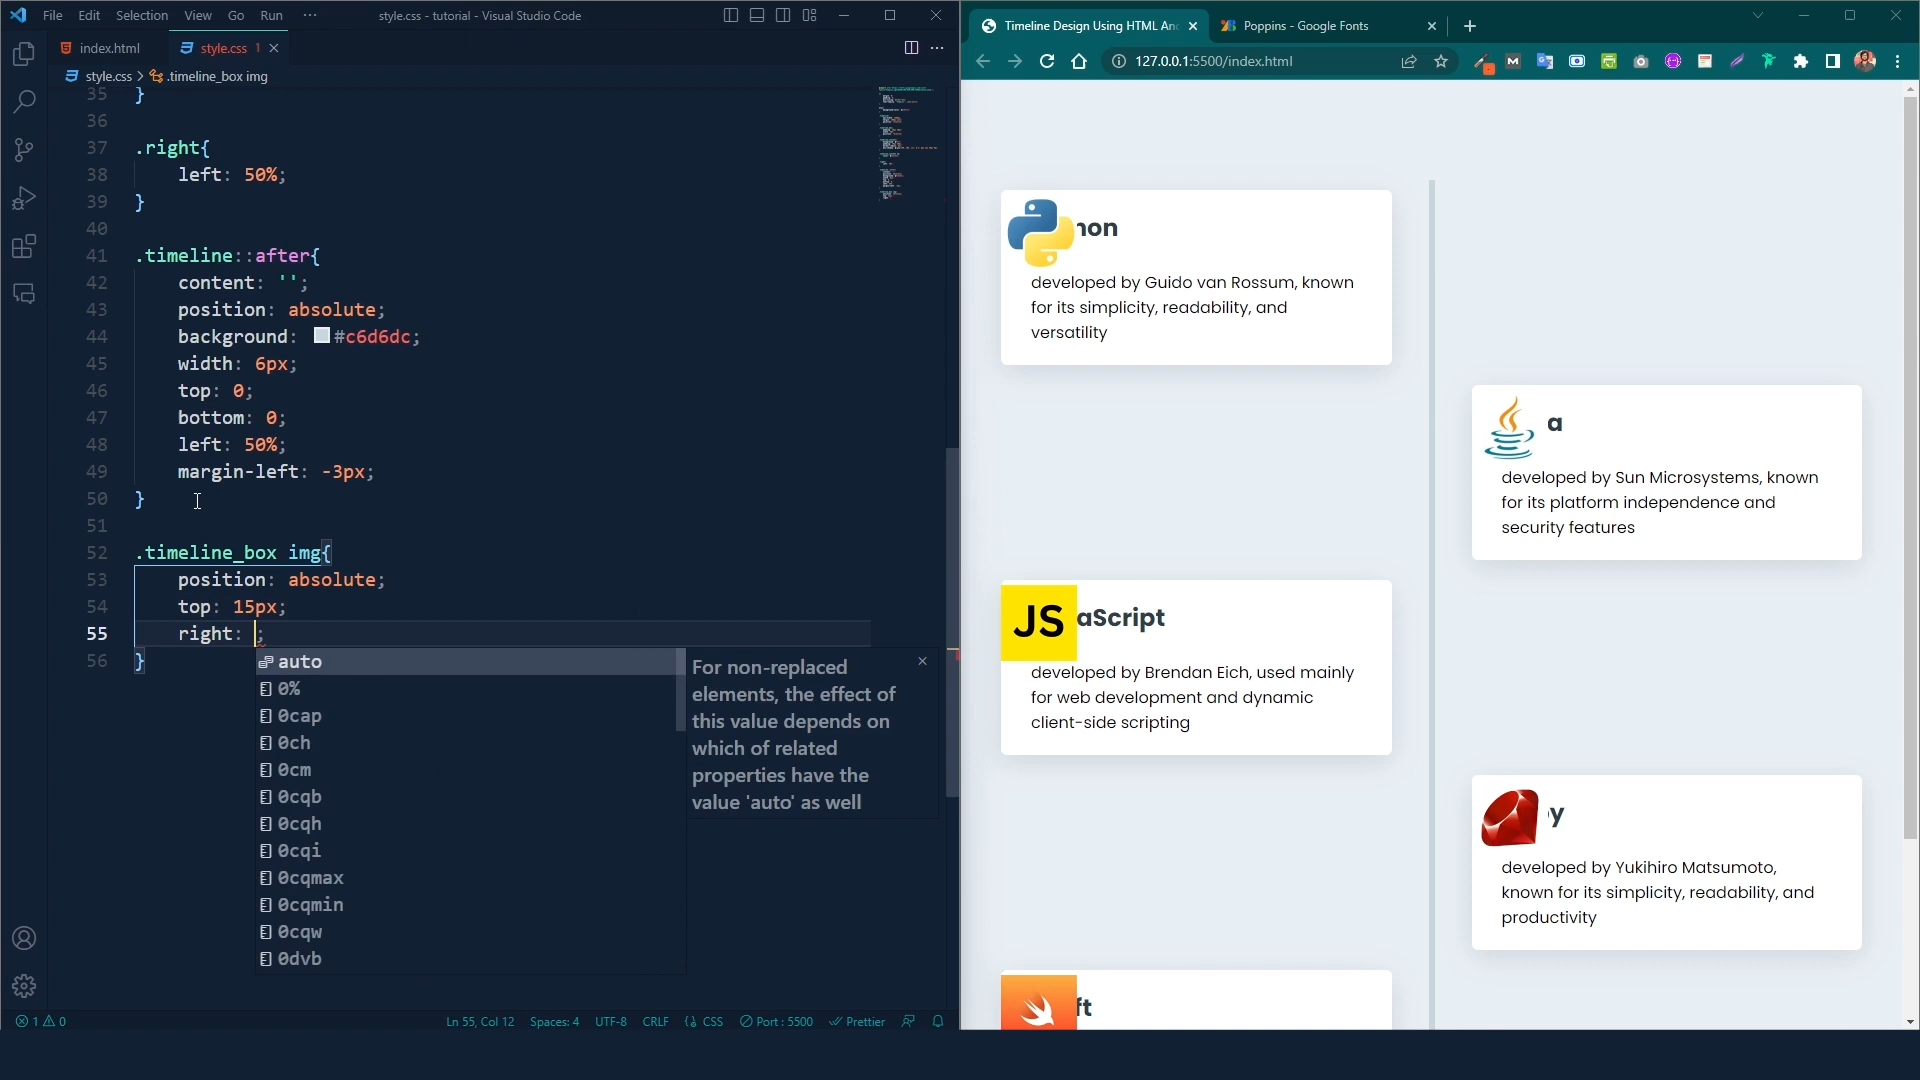 File Edit Selection View Go Run ··· style.css - tutorial - Visual Studio Code
index.html style.css 1
style.css > .timeline_box img
35 }
36
37 .right{
38 left: 50%;
39 }
40
41 .timeline::after{
42 content: '';
43 position: absolute;
44 background: #c6d6dc;
45 width: 6px;
46 top: 0;
47 bottom: 0;
48 left: 50%;
49 margin-left: -3px;
50 }
51
52 .timeline_box img{
53 position: absolute;
54 top: 15px;
55 right: ;
56 }
auto
0%
0cap
0ch
0cm
0cqb
0cqh
0cqi
0cqmax
0cqmin
0cqw
0dvb
For non-replaced
elements, the effect of
this value depends on
which of related
properties have the
value 'auto' as well
1 0 Ln 55, Col 12 Spaces: 4 UTF-8 CRLF {} CSS Port : 5500 Prettier
Timeline Design Using HTML An Poppins - Google Fonts
127.0.0.1:5500/index.html
hon
developed by Guido van Rossum, known
for its simplicity, readability, and
versatility
a
developed by Sun Microsystems, known
for its platform independence and
security features
JS aScript
developed by Brendan Eich, used mainly
for web development and dynamic
client-side scripting
y
developed by Yukihiro Matsumoto,
known for its simplicity, readability, and
productivity
ft